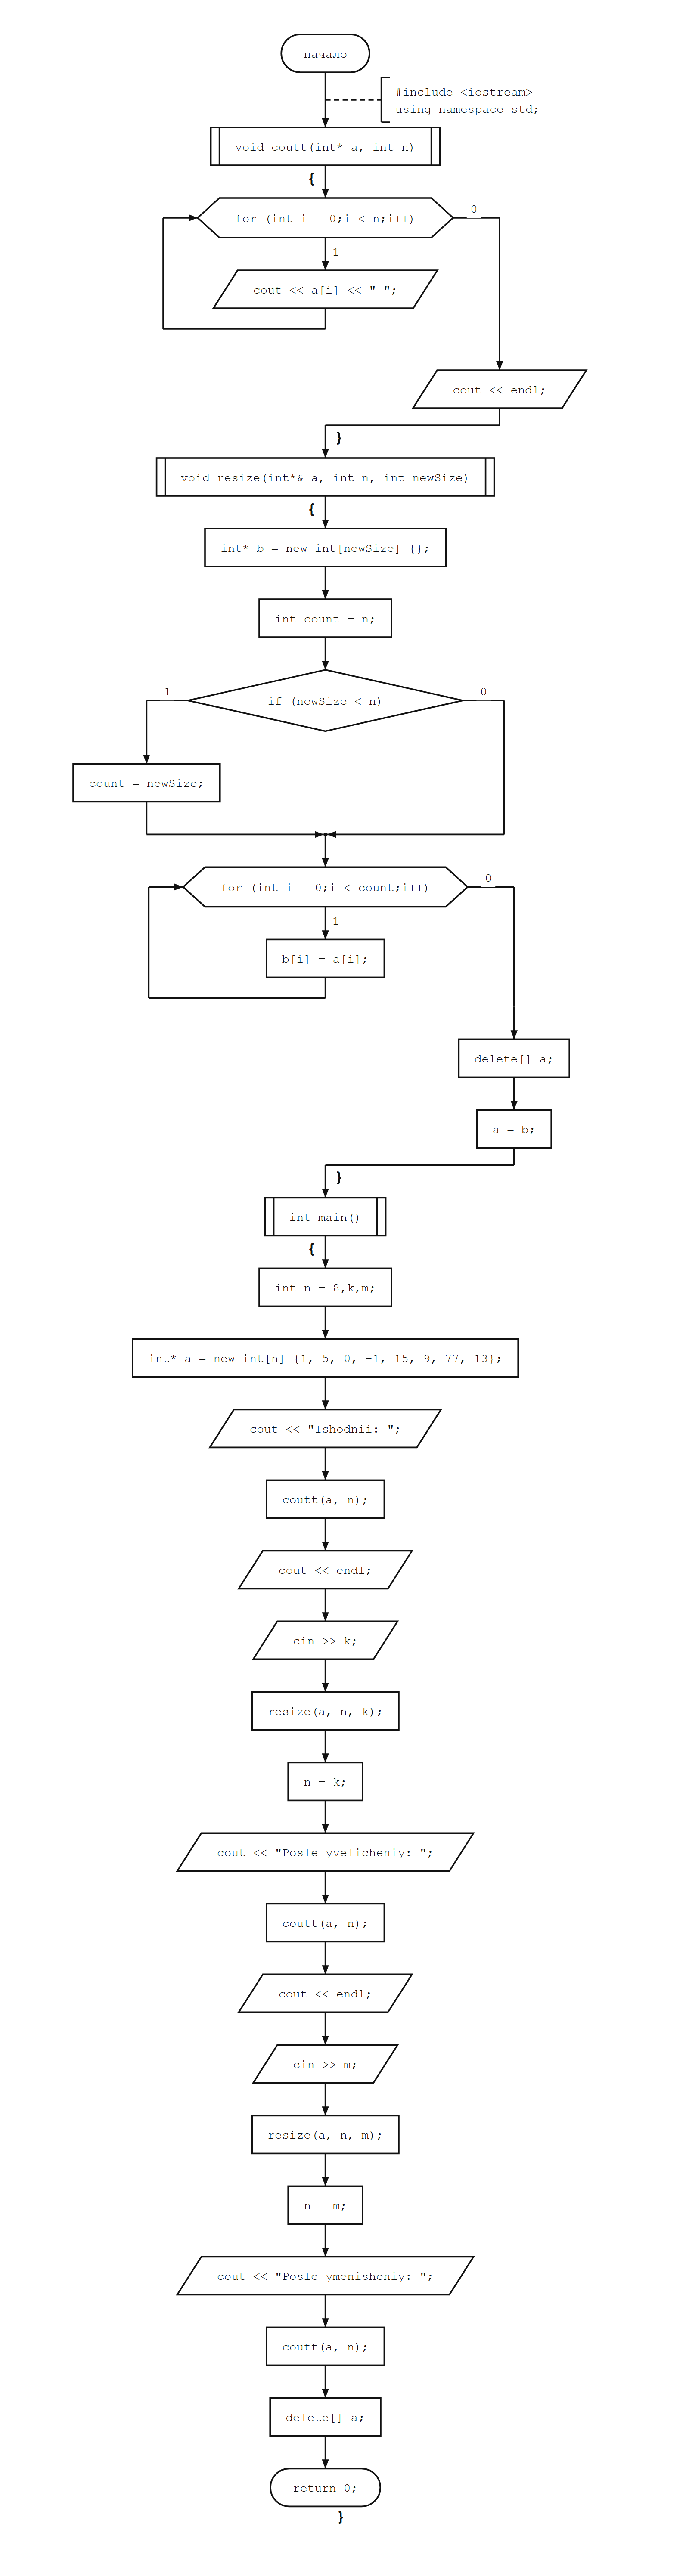 начало
#include <iostream>
using namespace std;
void coutt(int* a, int n)
{
for (int i = 0;i < n;i++)
0
1
cout << a[i] << " ";
cout << endl;
}
void resize(int*& a, int n, int newSize)
{
int* b = new int[newSize] {};
int count = n;
1
if (newSize < n)
0
count = newSize;
for (int i = 0;i < count;i++)
0
1
b[i] = a[i];
delete[] a;
a = b;
}
int main()
{
int n = 8,k,m;
int* a = new int[n] {1, 5, 0, -1, 15, 9, 77, 13};
cout << "Ishodnii: ";
coutt(a, n);
cout << endl;
cin >> k;
resize(a, n, k);
n = k;
cout << "Posle yvelicheniy: ";
coutt(a, n);
cout << endl;
cin >> m;
resize(a, n, m);
n = m;
cout << "Posle ymenisheniy: ";
coutt(a, n);
delete[] a;
return 0;
}